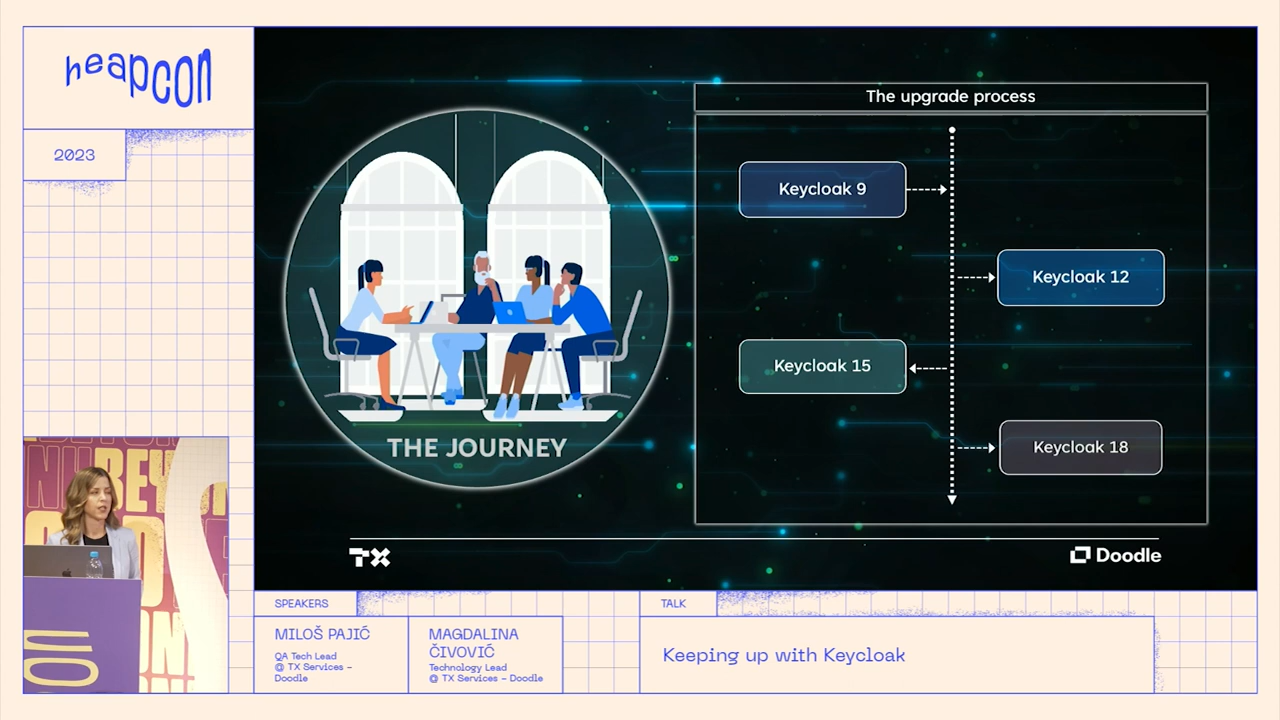 heapcon
2023
The upgrade process
Keycloak 9
Keycloak 12
Keycloak 15
Keycloak 18
THE JOURNEY
TX
Doodle
SPEAKERS
MILOŠ PAJIĆ
QA Tech Lead
@ TX Services –
Doodle
MAGDALINA
ČIVOVIČ
Technology Lead
@ TX Services – Doodle
TALK
Keeping up with Keycloak